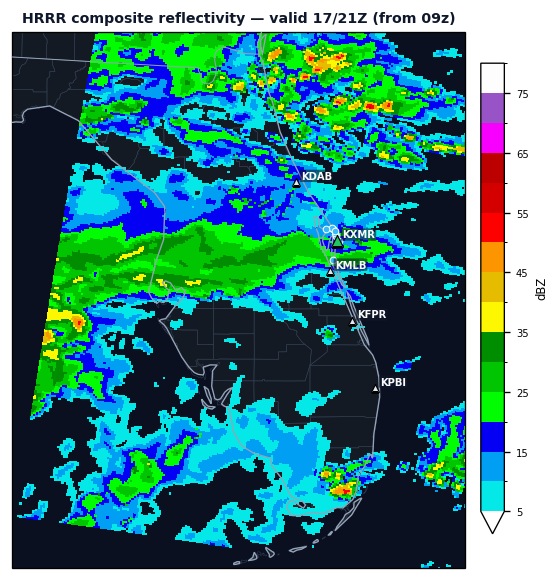 HRRR composite reflectivity — valid 17/21Z (from 09z)
KDAB
KXMR
KMLB
KFPR
KPBI
75
65
55
45
35
25
15
5
dBZ